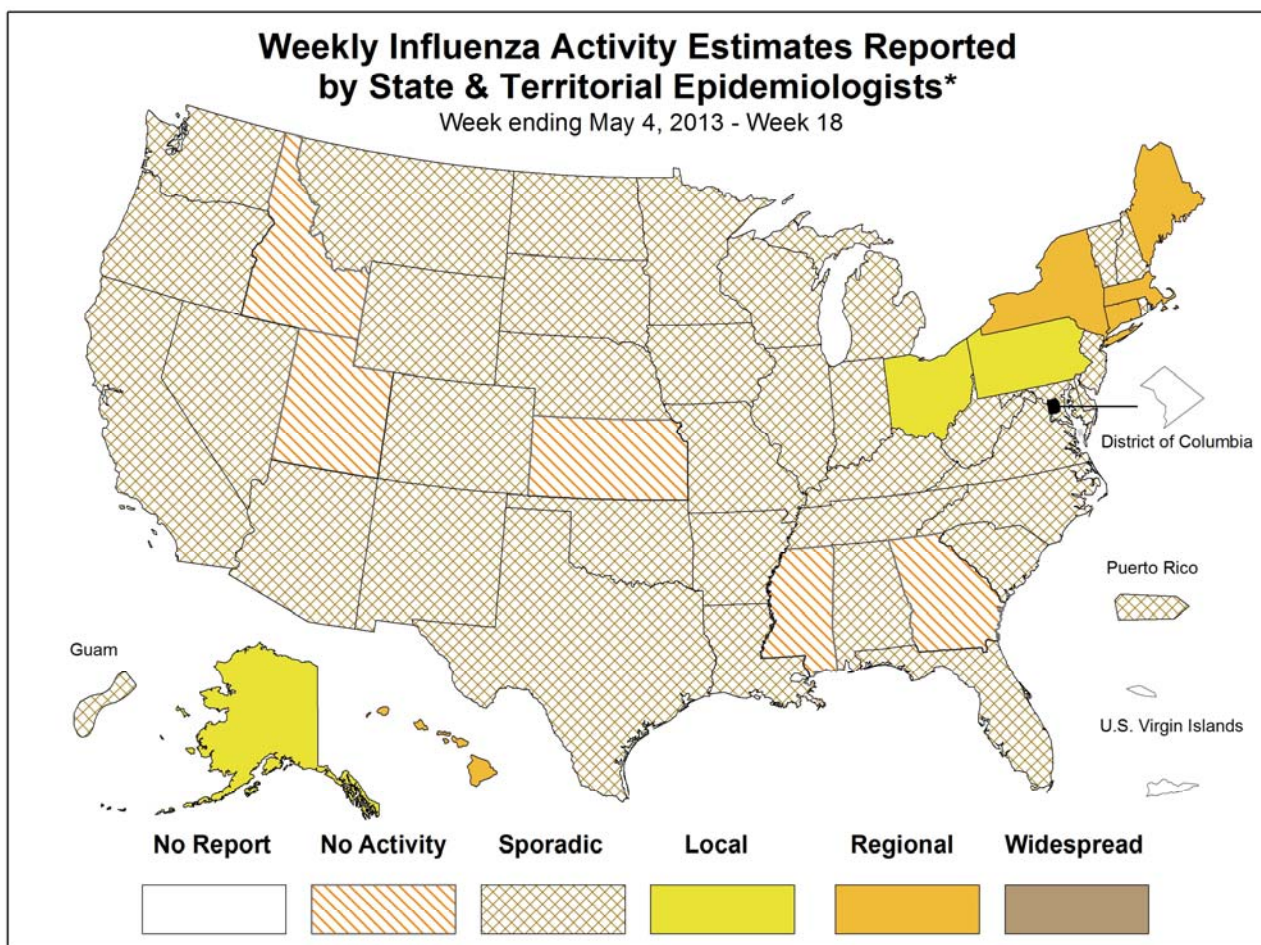 Weekly Influenza Activity Estimates Reported
by State & Territorial Epidemiologists*
Week ending May 4, 2013 - Week 18
District of Columbia
Puerto Rico
Guam
U.S. Virgin Islands
No Report
No Activity
Sporadic
Local
Regional
Widespread